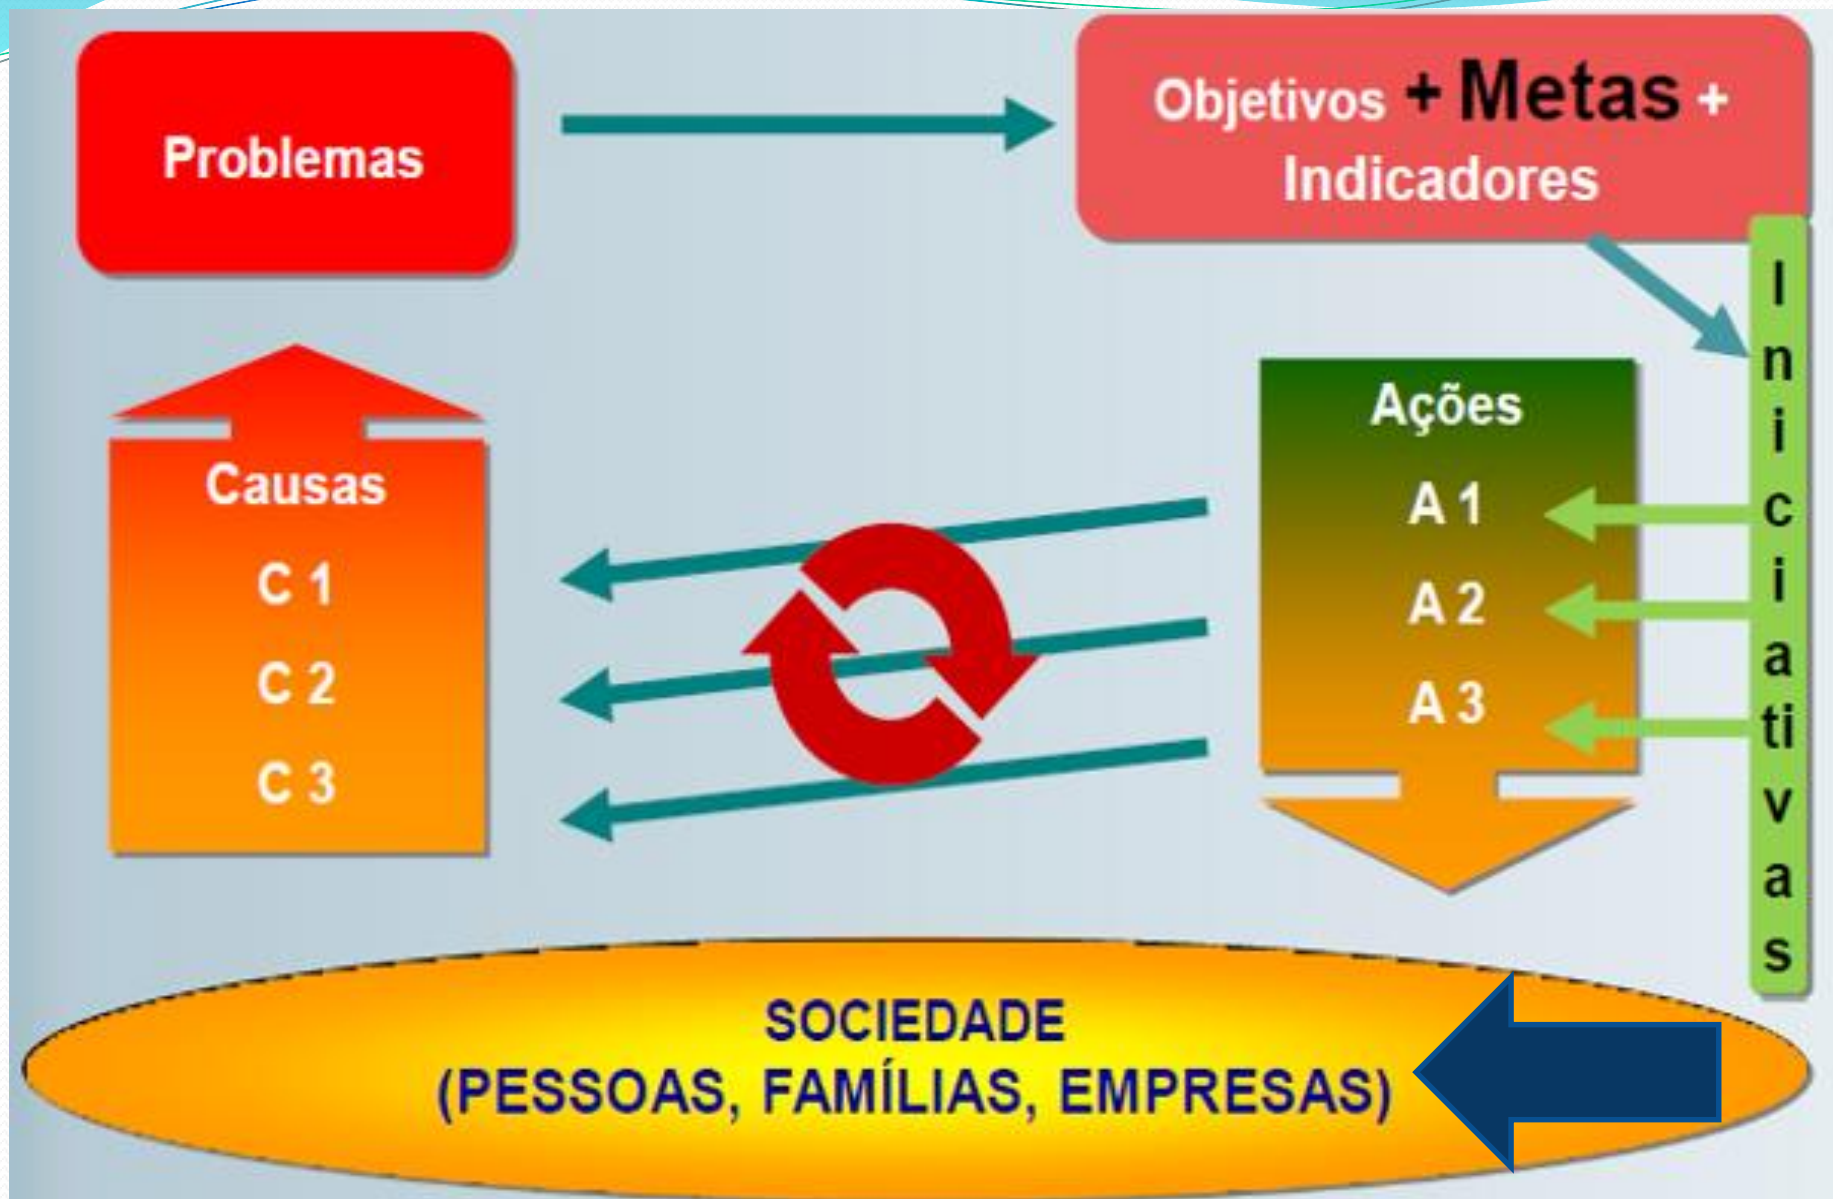 Problemas
Objetivos + Metas +
Indicadores
Causas
C 1
C 2
C 3
Ações
A 1
A 2
A 3
Iniciativas
SOCIEDADE
(PESSOAS, FAMÍLIAS, EMPRESAS)